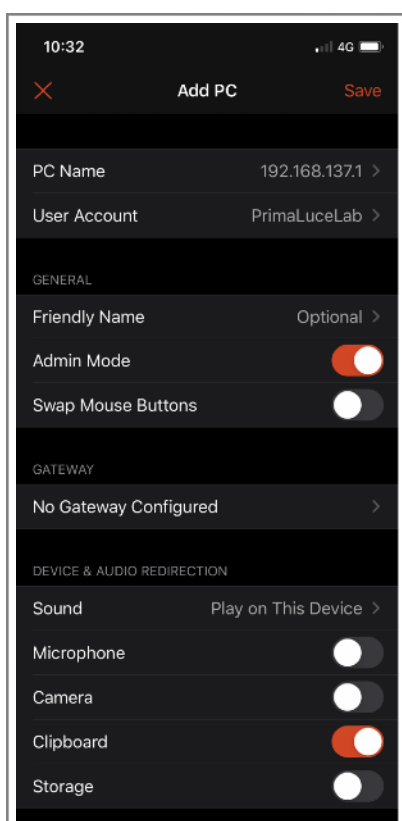 10:32 4G
Add PC Save
PC Name 192.168.137.1
User Account PrimaLuceLab
GENERAL
Friendly Name Optional
Admin Mode
Swap Mouse Buttons
GATEWAY
No Gateway Configured
DEVICE & AUDIO REDIRECTION
Sound Play on This Device
Microphone
Camera
Clipboard
Storage